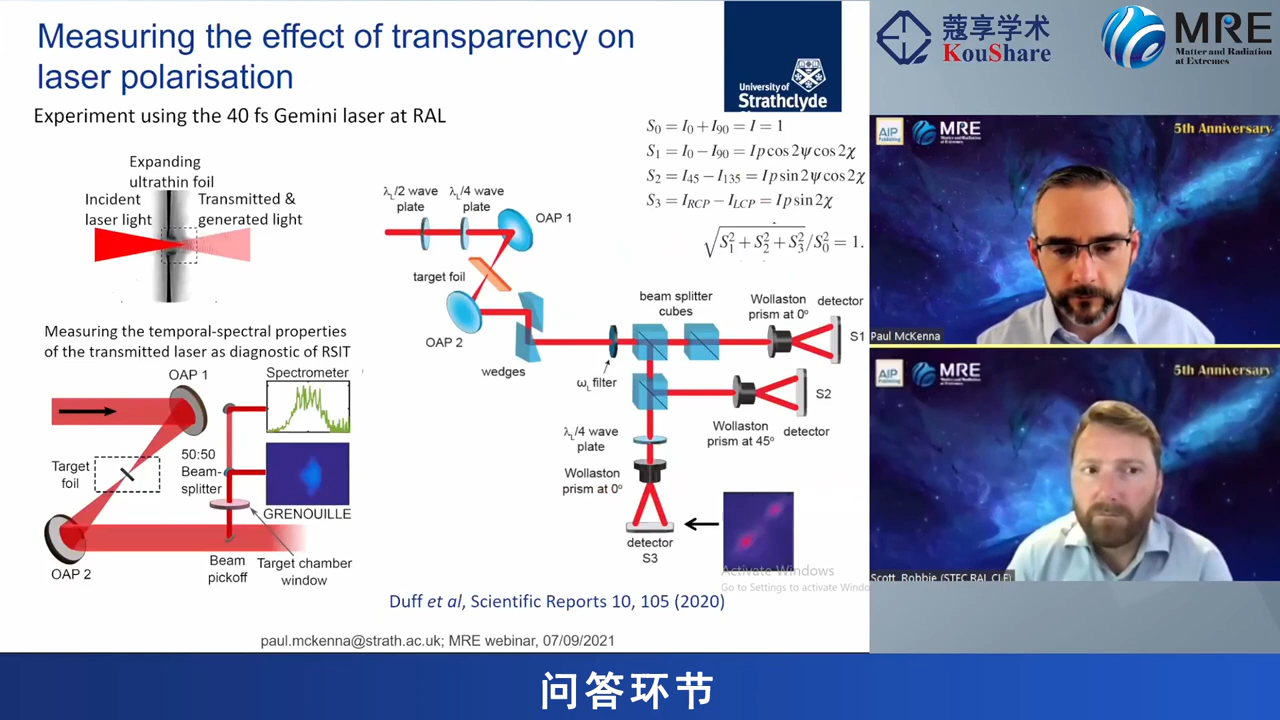 Measuring the effect of transparency on
laser polarisation
Experiment using the 40 fs Gemini laser at RAL
University of
Strathclyde
S₀ = I₀ + I₉₀ = I = 1
S₁ = I₀ − I₉₀ = Ip cos 2ψ cos 2χ
S₂ = I₄₅ − I₁₃₅ = Ip sin 2ψ cos 2χ
S₃ = I_RCP − I_LCP = Ip sin 2χ
√(S₁² + S₂² + S₃²)/S₀² = 1.
Expanding
ultrathin foil
Incident
laser light
Transmitted &
generated light
λL/2 wave
plate
λL/4 wave
plate
OAP 1
target foil
OAP 2
wedges
ωL filter
beam splitter
cubes
Wollaston
prism at 0º
detector
S1
Wollaston
prism at 45º
detector
S2
λL/4 wave
plate
Wollaston
prism at 0º
detector
S3
Measuring the temporal-spectral properties
of the transmitted laser as diagnostic of RSIT
OAP 1
Spectrometer
Target
foil
50:50
Beam-
splitter
GRENOUILLE
OAP 2
Beam
pickoff
Target chamber
window
Activate Windows
Go to Settings to activate Windo
Duff et al, Scientific Reports 10, 105 (2020)
paul.mckenna@strath.ac.uk; MRE webinar, 07/09/2021
蔻享学术
KouShare
MRE
Matter and Radiation
at Extremes
AIP
Publishing
MRE
5th Anniversary
Paul McKenna
AIP
Publishing
MRE
5th Anniversary
Scott, Robbie (STFC,RAL,CLF)
问答环节